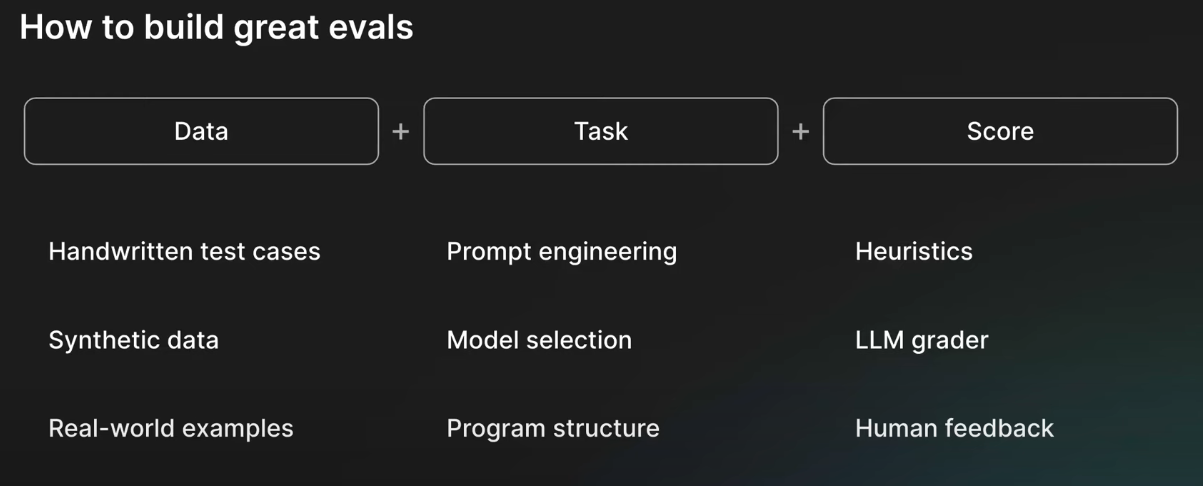 How to build great evals
Data + Task + Score
Handwritten test cases Prompt engineering Heuristics
Synthetic data Model selection LLM grader
Real-world examples Program structure Human feedback